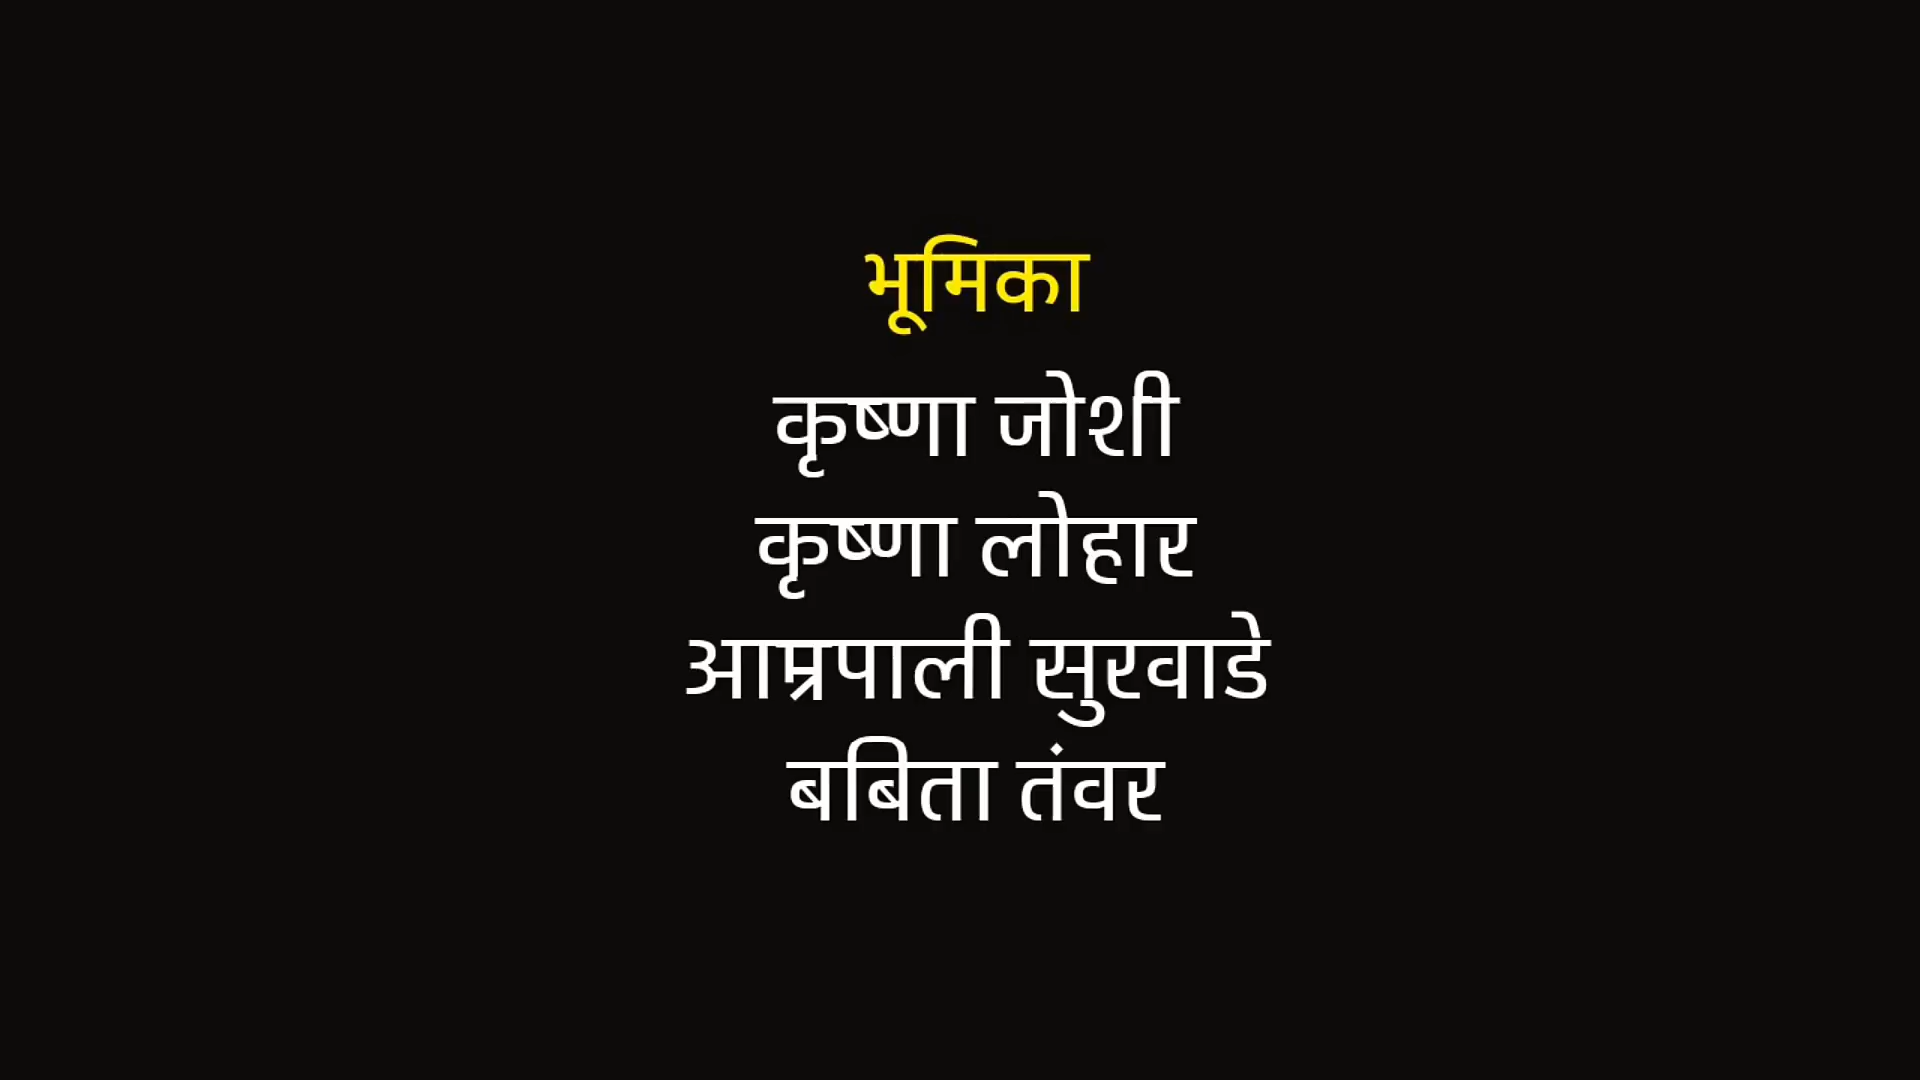 भूमिका
कृष्णा जोशी
कृष्णा लोहार
आम्रपाली सुरवाडे
बबिता तंवर